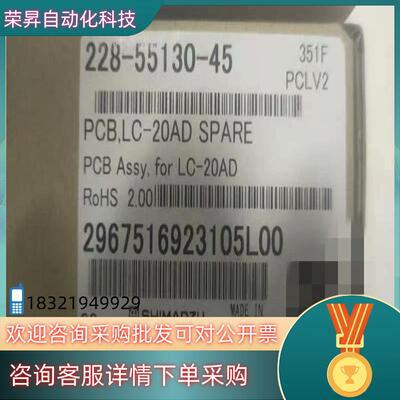 荣昇自动化科技
228-55130-45
351F
PCLV2
PCB,LC-20AD SPARE
PCB Assy, for LC-20AD
RoHS 2.00
2967516923105L00
18321949929
SHIMADZU
MADE IN
欢迎咨询采购批发可对公开票
咨询客服详情下单采购